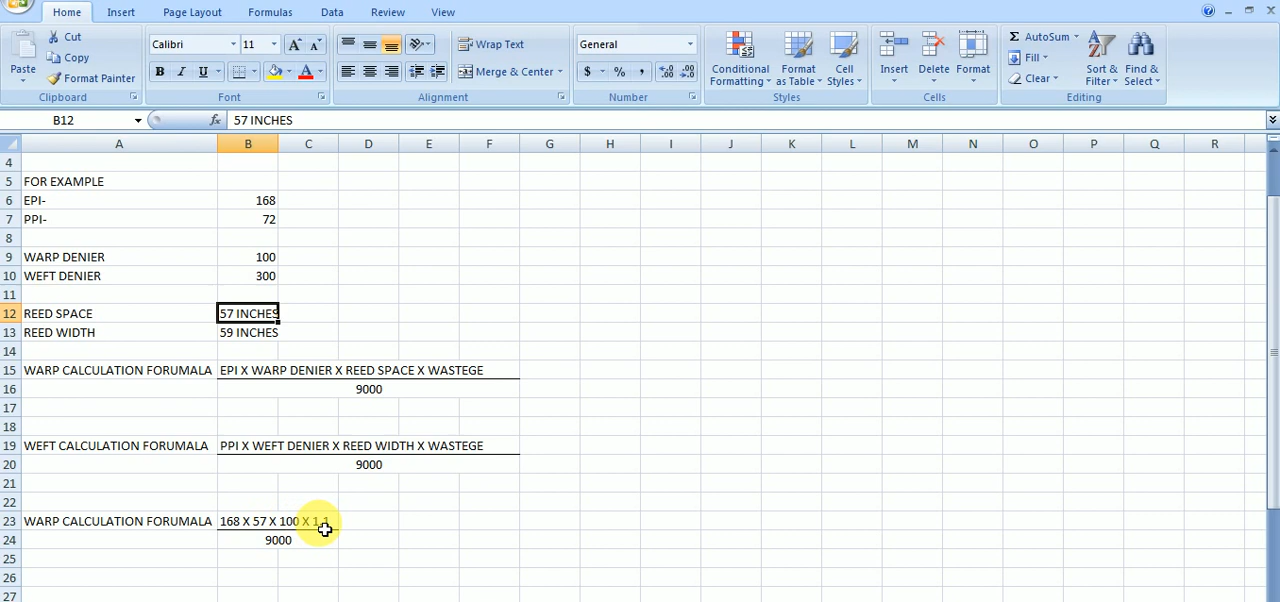 Home Insert Page Layout Formulas Data Review View
Cut
Copy
Format Painter
Paste
Calibri 11
B I U
Wrap Text
Merge & Center
General
$ % ,
Conditional Formatting
Format as Table
Cell Styles
Insert Delete Format
AutoSum
Fill
Clear
Sort & Filter
Find & Select
Clipboard Font Alignment Number Styles Cells Editing
B12 fx 57 INCHES
A B C D E F G H I J K L M N O P Q R
4
5 FOR EXAMPLE
6 EPI- 168
7 PPI- 72
8
9 WARP DENIER 100
10 WEFT DENIER 300
11
12 REED SPACE 57 INCHES
13 REED WIDTH 59 INCHES
14
15 WARP CALCULATION FORUMALA EPI X WARP DENIER X REED SPACE X WASTEGE
16 9000
17
18
19 WEFT CALCULATION FORUMALA PPI X WEFT DENIER X REED WIDTH X WASTEGE
20 9000
21
22
23 WARP CALCULATION FORUMALA 168 X 57 X 100 X 1.1
24 9000
25
26
27